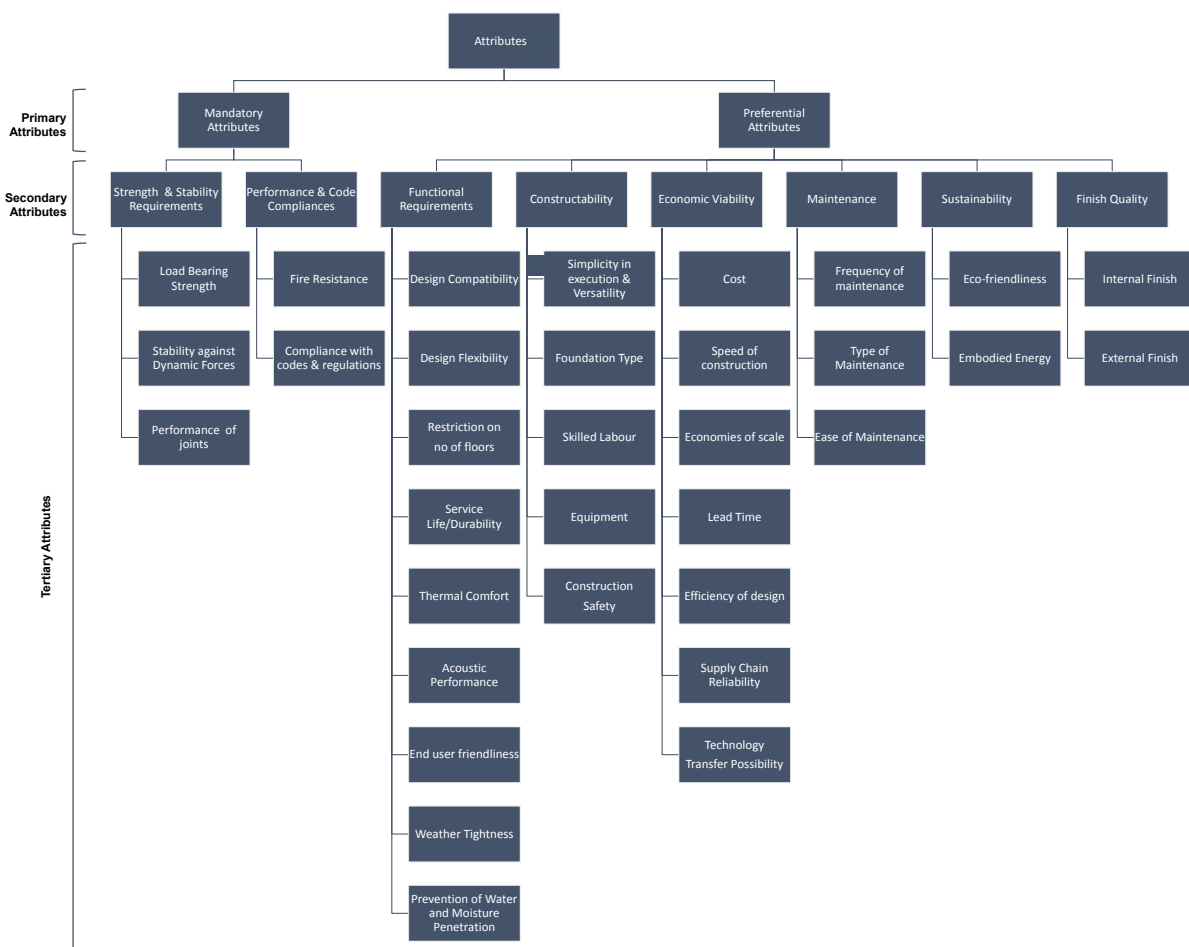 Attributes
Primary
Attributes
Mandatory
Attributes
Preferential
Attributes
Secondary
Attributes
Strength & Stability
Requirements
Performance & Code
Compliances
Functional
Requirements
Constructability
Economic Viability
Maintenance
Sustainability
Finish Quality
Tertiary Attributes
Load Bearing
Strength
Stability against
Dynamic Forces
Performance of
joints
Fire Resistance
Compliance with
codes & regulations
Design Compatibility
Design Flexibility
Restriction on
no of floors
Service
Life/Durability
Thermal Comfort
Acoustic
Performance
End user friendliness
Weather Tightness
Prevention of Water
and Moisture
Penetration
Simplicity in
execution &
Versatility
Foundation Type
Skilled Labour
Equipment
Construction
Safety
Cost
Speed of
construction
Economies of scale
Lead Time
Efficiency of design
Supply Chain
Reliability
Technology
Transfer Possibility
Frequency of
maintenance
Type of
Maintenance
Ease of Maintenance
Eco-friendliness
Embodied Energy
Internal Finish
External Finish